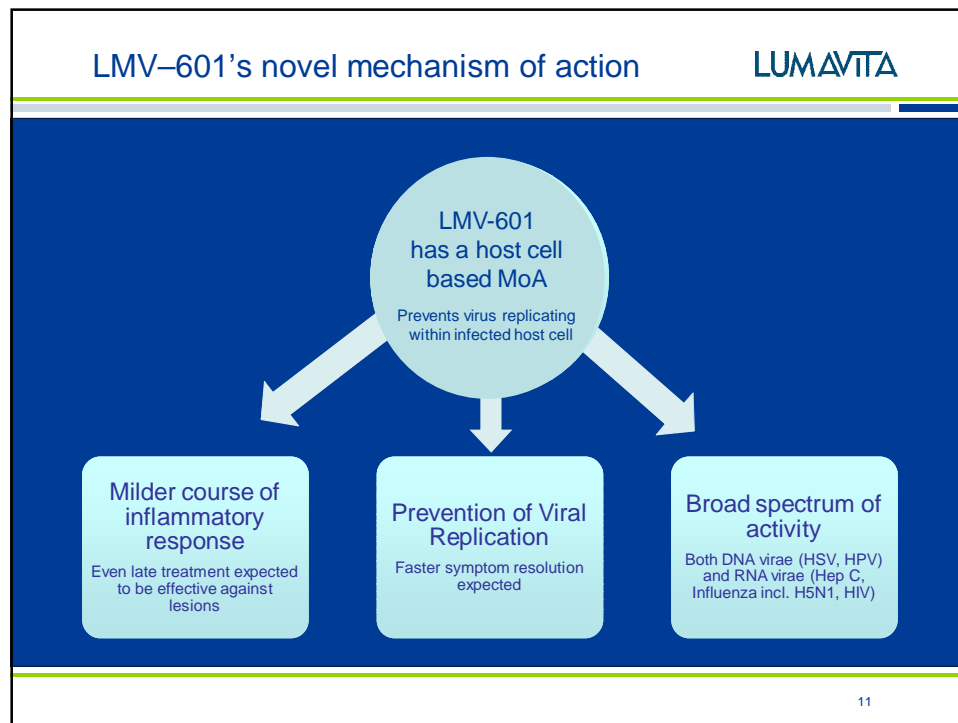 LMV–601’s novel mechanism of action
LUMAVITA
LMV-601
has a host cell
based MoA
Prevents virus replicating
within infected host cell
Milder course of
inflammatory
response
Even late treatment expected
to be effective against
lesions
Prevention of Viral
Replication
Faster symptom resolution
expected
Broad spectrum of
activity
Both DNA virae (HSV, HPV)
and RNA virae (Hep C,
Influenza incl. H5N1, HIV)
11